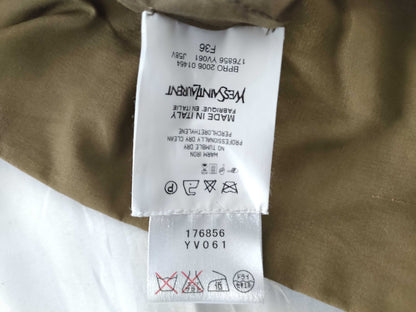 F36
176856 YV061 J58V
BPRO 2006 01464
YVESSAINTLAURENT
MADE IN ITALY
FABRIQUE. EN ITALIE
PERCHLORETHYLENE
PROFESSIONALLY DRY CLEAN
NO TUMBLE DRY
WARM IRON
P
176856
YV061